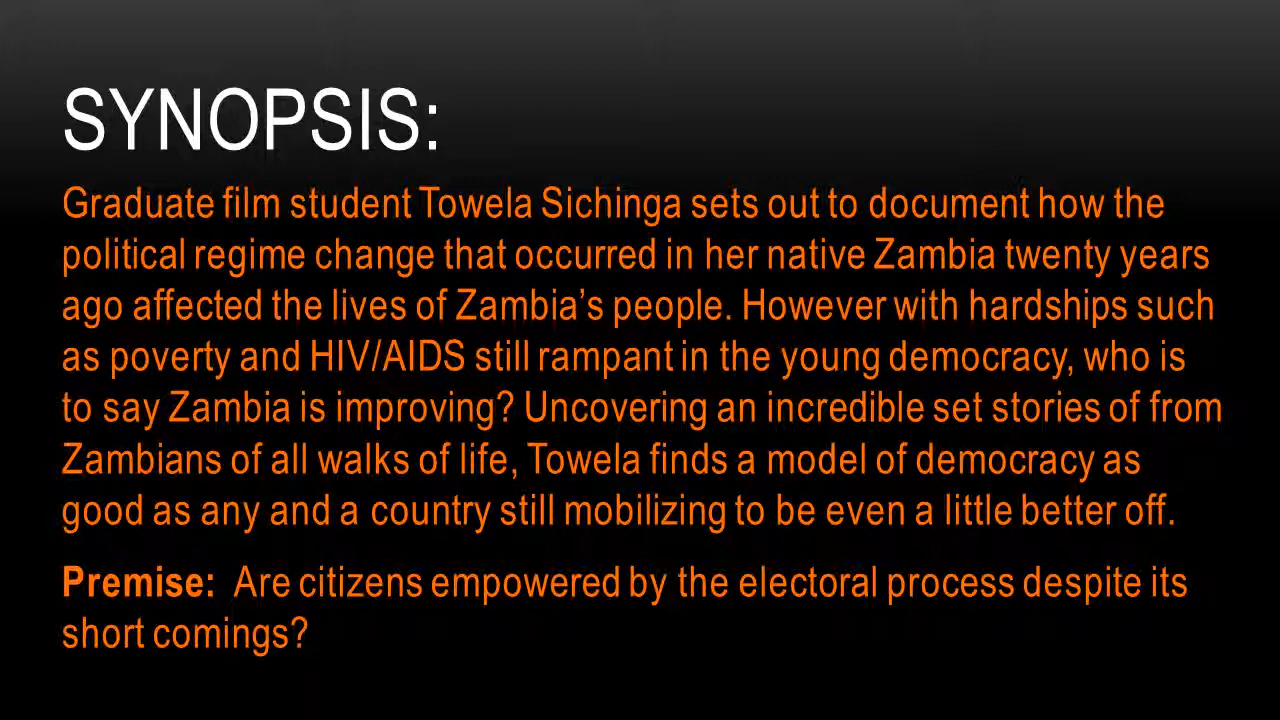 SYNOPSIS:
Graduate film student Towela Sichinga sets out to document how the
political regime change that occurred in her native Zambia twenty years
ago affected the lives of Zambia’s people. However with hardships such
as poverty and HIV/AIDS still rampant in the young democracy, who is
to say Zambia is improving? Uncovering an incredible set stories of from
Zambians of all walks of life, Towela finds a model of democracy as
good as any and a country still mobilizing to be even a little better off.
Premise: Are citizens empowered by the electoral process despite its
short comings?